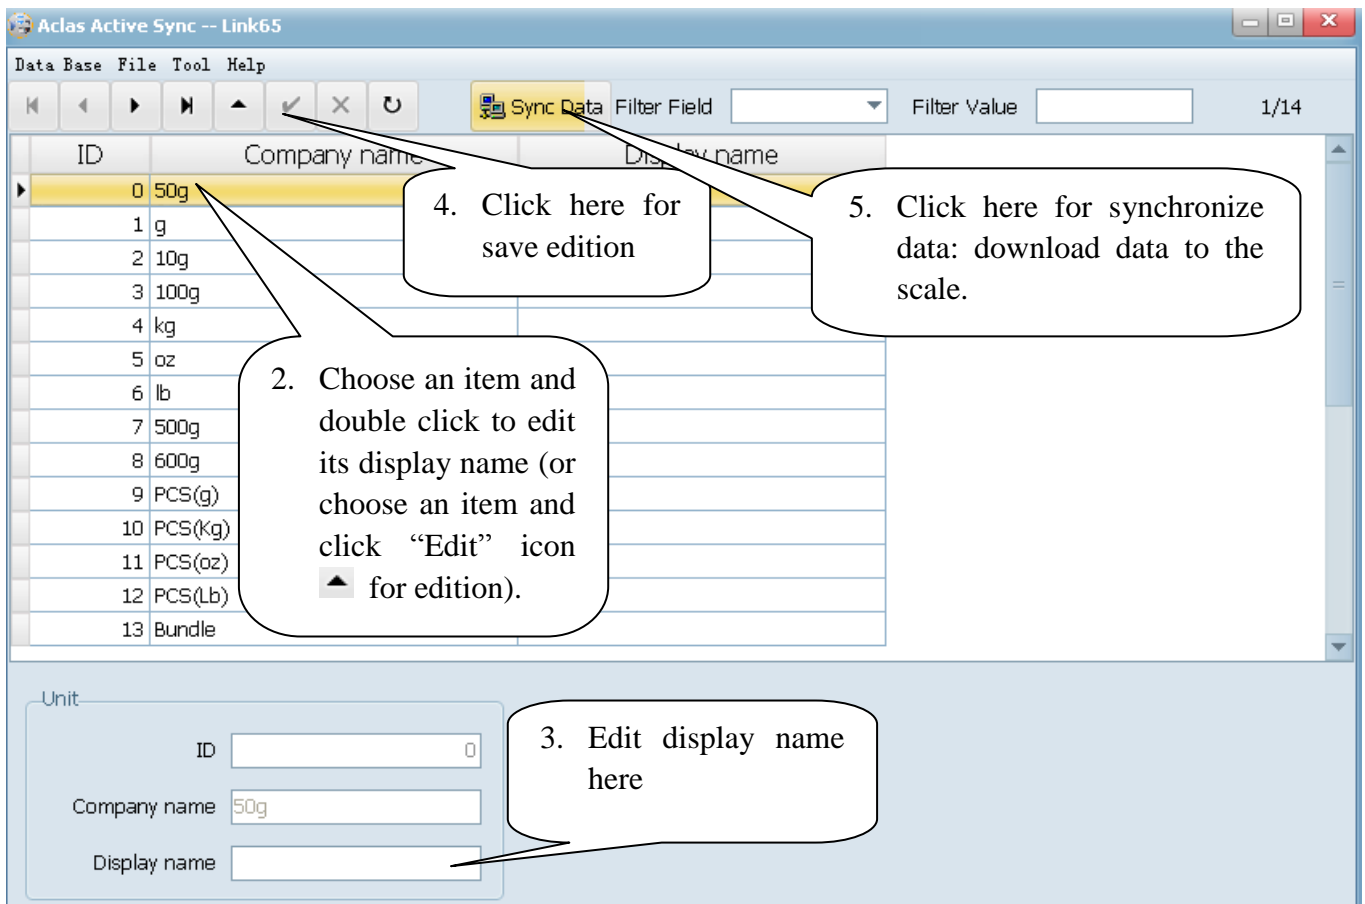 Aclas Active Sync -- Link65
Data Base File Tool Help
Sync Data Filter Field Filter Value 1/14
ID Company name Display name
0 50g
1 g
2 10g
3 100g
4 kg
5 oz
6 lb
7 500g
8 600g
9 PCS(g)
10 PCS(Kg)
11 PCS(oz)
12 PCS(Lb)
13 Bundle
4. Click here for
save edition
5. Click here for synchronize
data: download data to the
scale.
2. Choose an item and
double click to edit
its display name (or
choose an item and
click “Edit” icon
for edition).
Unit
ID 0
Company name 50g
Display name
3. Edit display name
here